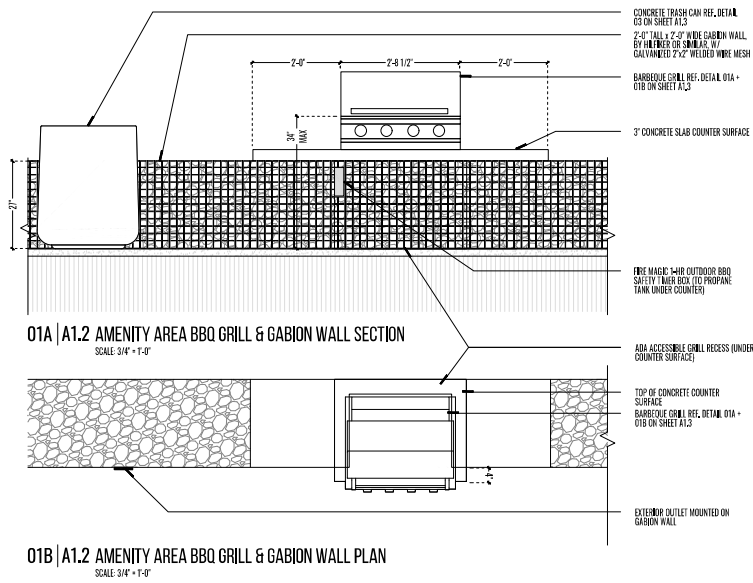 CONCRETE TRASH CAN REF. DETAIL
03 ON SHEET A1.3
2'-0" TALL x 2'-0" WIDE GABION WALL,
BY HILFIKER OR SIMILAR, W/
GALVANIZED 2"x2" WELDED WIRE MESH
2'-0"
2'-8 1/2"
2'-0"
BARBEQUE GRILL REF. DETAIL 01A +
01B ON SHEET A1.3
34"
MAX
3" CONCRETE SLAB COUNTER SURFACE
27"
FIRE MAGIC 1-HR OUTDOOR BBQ
SAFETY TIMER BOX (TO PROPANE
TANK UNDER COUNTER)
01A | A1.2 AMENITY AREA BBQ GRILL & GABION WALL SECTION
SCALE: 3/4" = 1'-0"
ADA ACCESSIBLE GRILL RECESS (UNDER
COUNTER SURFACE)
TOP OF CONCRETE COUNTER
SURFACE
BARBEQUE GRILL REF. DETAIL 01A +
01B ON SHEET A1.3
4"
EXTERIOR OUTLET MOUNTED ON
GABION WALL
01B | A1.2 AMENITY AREA BBQ GRILL & GABION WALL PLAN
SCALE: 3/4" = 1'-0"